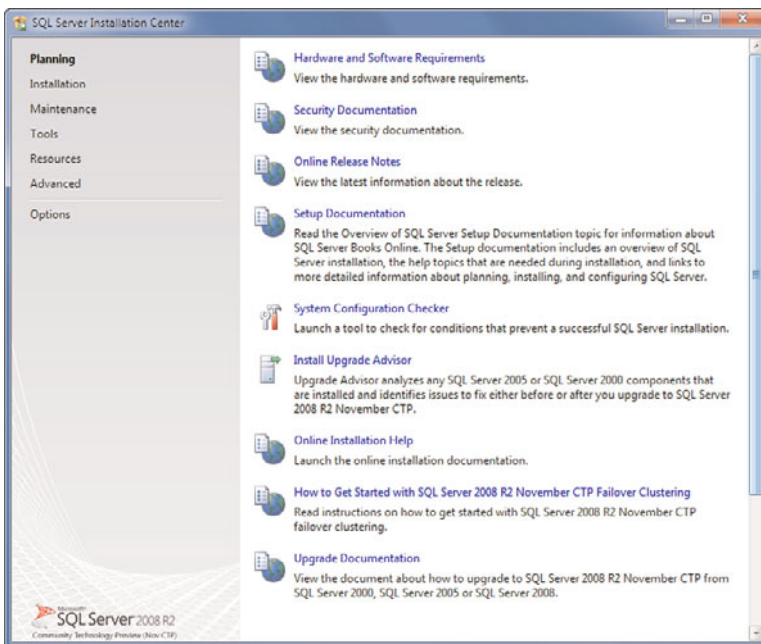 SQL Server Installation Center
Planning
Installation
Maintenance
Tools
Resources
Advanced
Options
Hardware and Software Requirements
View the hardware and software requirements.
Security Documentation
View the security documentation.
Online Release Notes
View the latest information about the release.
Setup Documentation
Read the Overview of SQL Server Setup Documentation topic for information about
SQL Server Books Online. The Setup documentation includes an overview of SQL
Server installation, the help topics that are needed during installation, and links to
more detailed information about planning, installing, and configuring SQL Server.
System Configuration Checker
Launch a tool to check for conditions that prevent a successful SQL Server installation.
Install Upgrade Advisor
Upgrade Advisor analyzes any SQL Server 2005 or SQL Server 2000 components that
are installed and identifies issues to fix either before or after you upgrade to SQL Server
2008 R2 November CTP.
Online Installation Help
Launch the online installation documentation.
How to Get Started with SQL Server 2008 R2 November CTP Failover Clustering
Read instructions on how to get started with SQL Server 2008 R2 November CTP
failover clustering.
Upgrade Documentation
View the document about how to upgrade to SQL Server 2008 R2 November CTP from
SQL Server 2000, SQL Server 2005 or SQL Server 2008.
Microsoft
SQL Server 2008 R2
Community Technology Preview (Nov CTP)